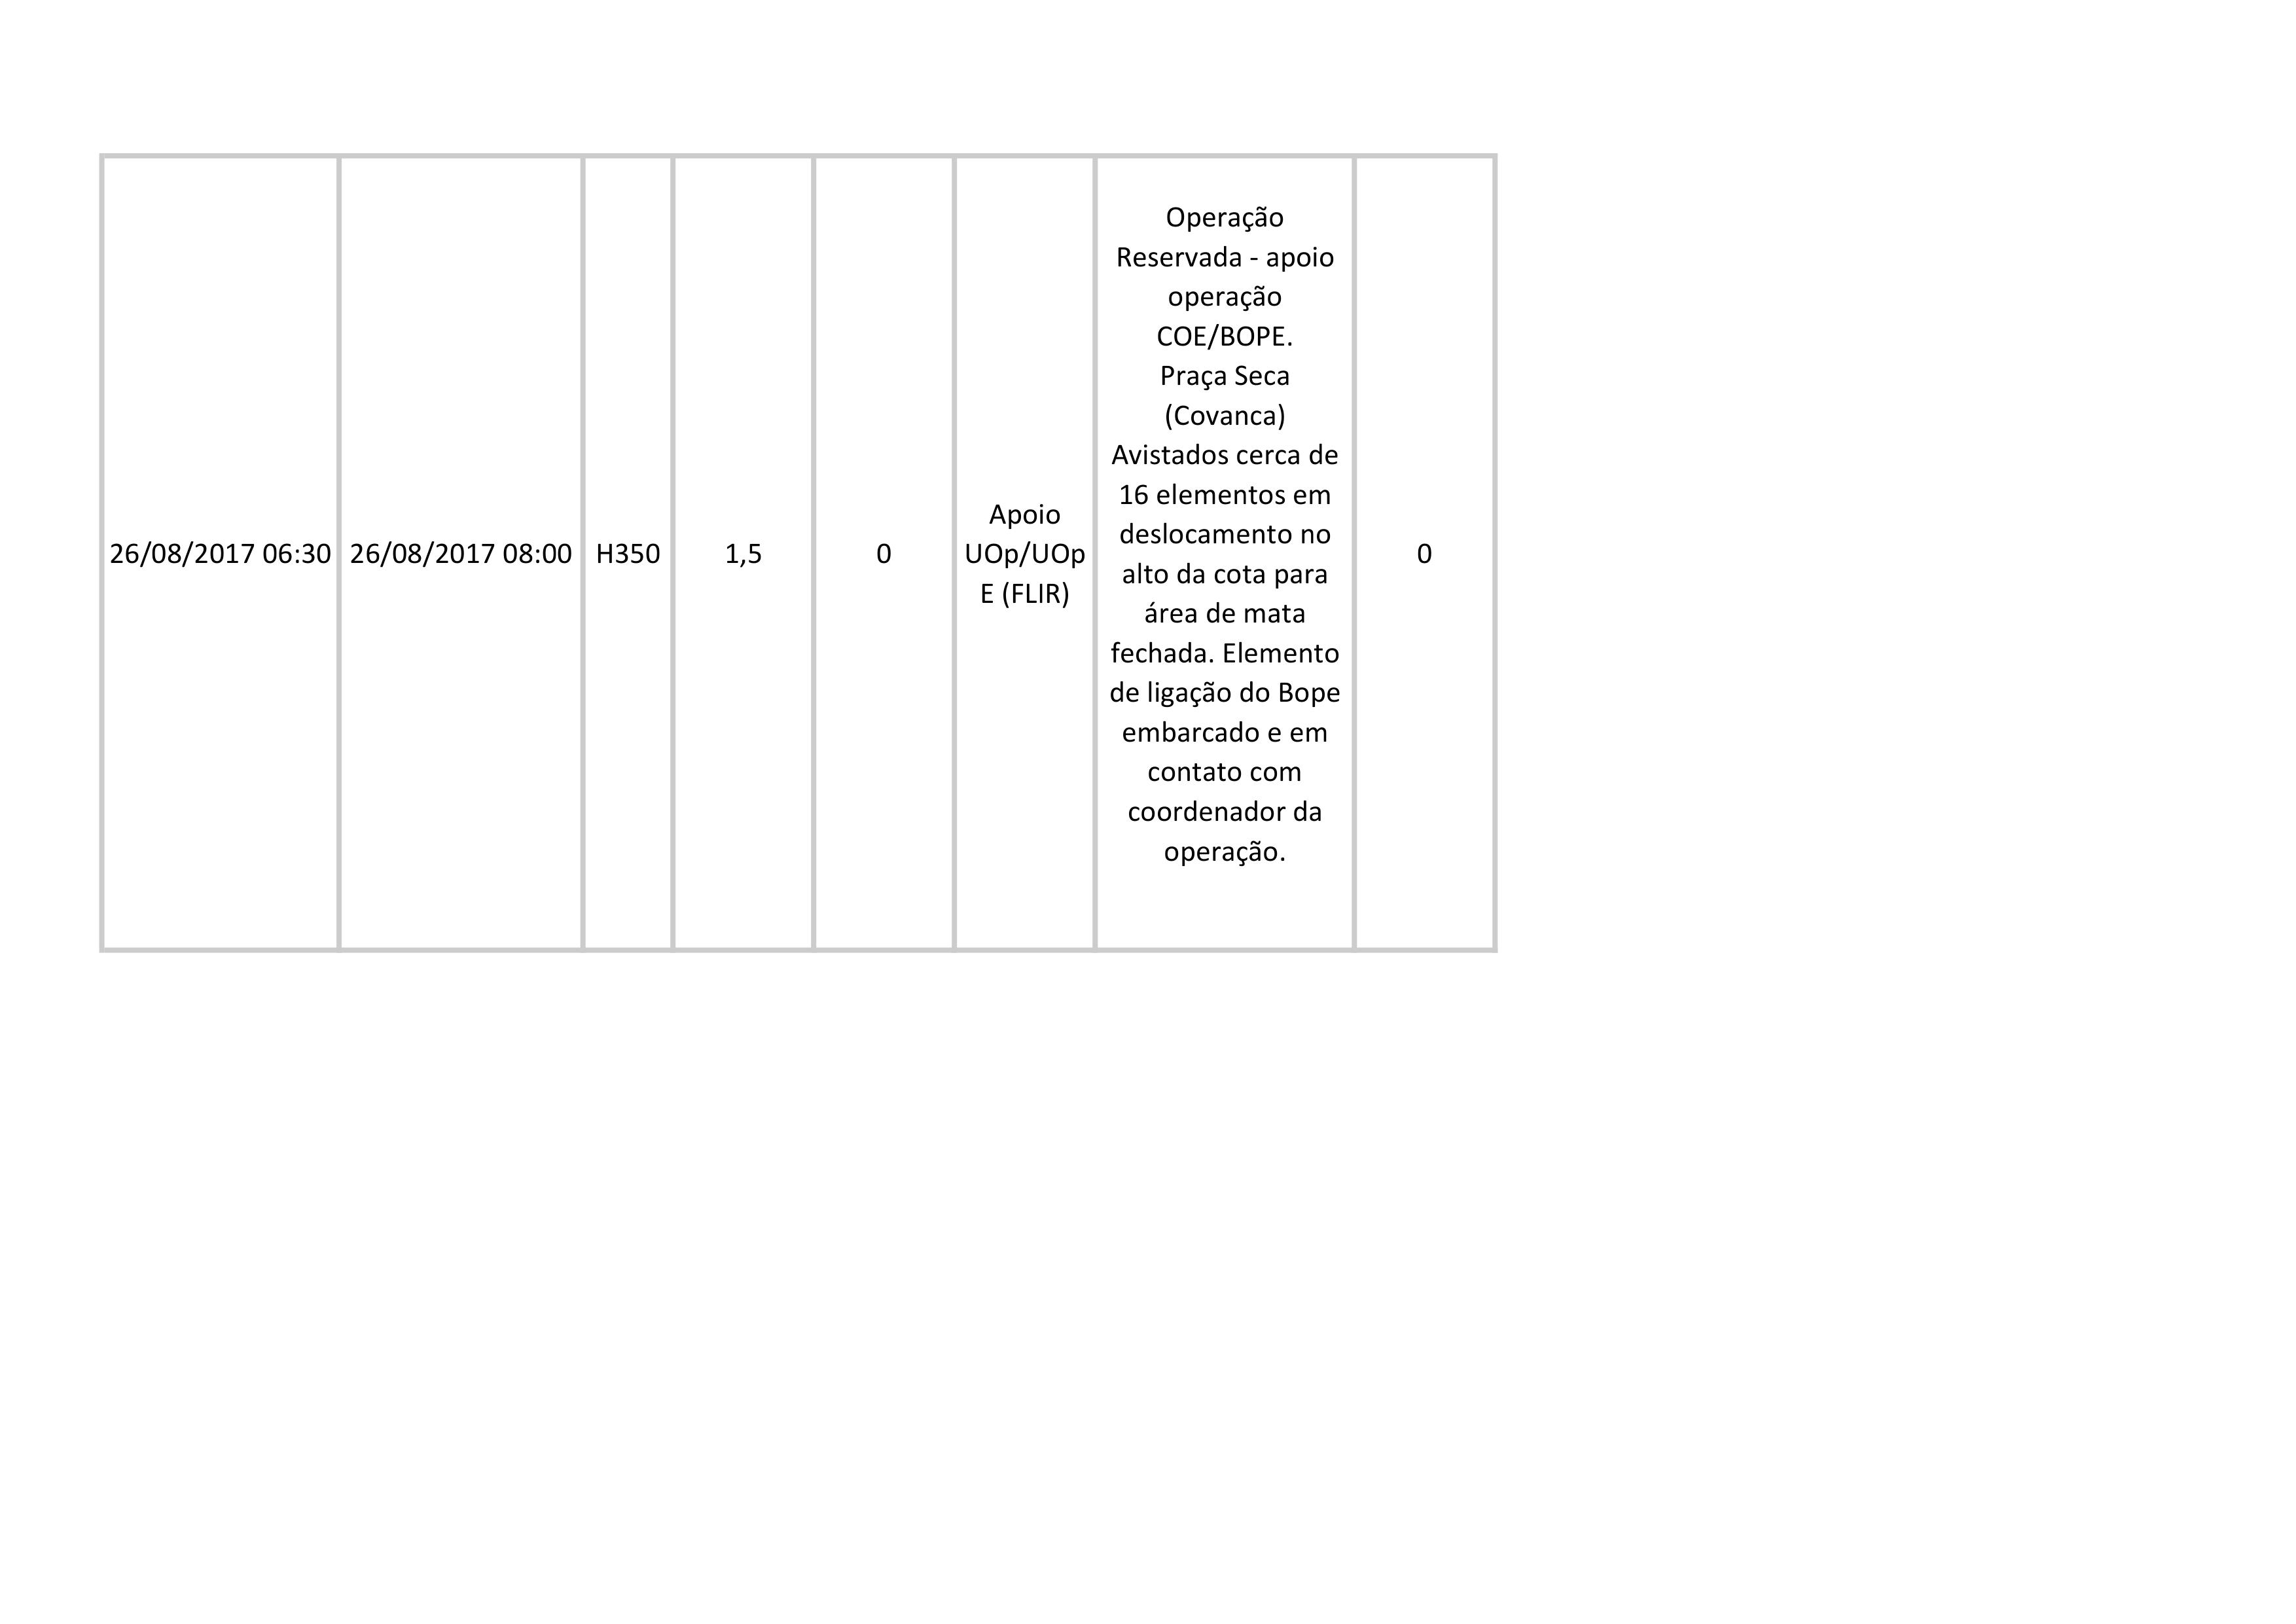 26/08/2017 06:30
26/08/2017 08:00
H350
1,5
0
Apoio
UOp/UOp
E (FLIR)
Operação
Reservada - apoio
operação
COE/BOPE.
Praça Seca
(Covanca)
Avistados cerca de
16 elementos em
deslocamento no
alto da cota para
área de mata
fechada. Elemento
de ligação do Bope
embarcado e em
contato com
coordenador da
operação.
0